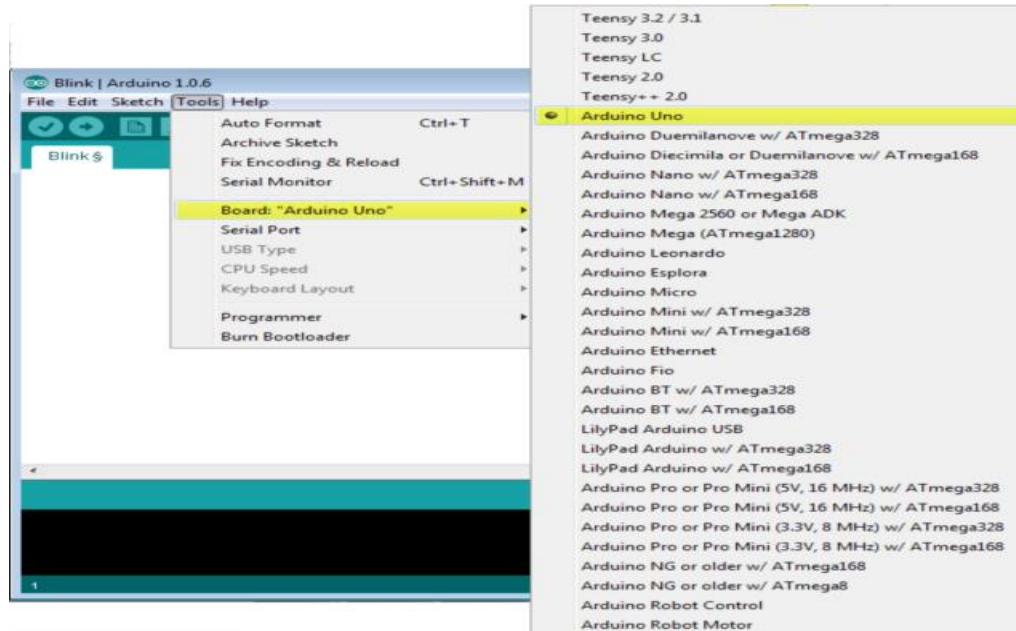 Blink | Arduino 1.0.6
File Edit Sketch Tools Help
Blink §
Auto Format Ctrl+T
Archive Sketch
Fix Encoding & Reload
Serial Monitor Ctrl+Shift+M
Board: "Arduino Uno"
Serial Port
USB Type
CPU Speed
Keyboard Layout
Programmer
Burn Bootloader
1
Teensy 3.2 / 3.1
Teensy 3.0
Teensy LC
Teensy 2.0
Teensy++ 2.0
Arduino Uno
Arduino Duemilanove w/ ATmega328
Arduino Diecimila or Duemilanove w/ ATmega168
Arduino Nano w/ ATmega328
Arduino Nano w/ ATmega168
Arduino Mega 2560 or Mega ADK
Arduino Mega (ATmega1280)
Arduino Leonardo
Arduino Esplora
Arduino Micro
Arduino Mini w/ ATmega328
Arduino Mini w/ ATmega168
Arduino Ethernet
Arduino Fio
Arduino BT w/ ATmega328
Arduino BT w/ ATmega168
LilyPad Arduino USB
LilyPad Arduino w/ ATmega328
LilyPad Arduino w/ ATmega168
Arduino Pro or Pro Mini (5V, 16 MHz) w/ ATmega328
Arduino Pro or Pro Mini (5V, 16 MHz) w/ ATmega168
Arduino Pro or Pro Mini (3.3V, 8 MHz) w/ ATmega328
Arduino Pro or Pro Mini (3.3V, 8 MHz) w/ ATmega168
Arduino NG or older w/ ATmega168
Arduino NG or older w/ ATmega8
Arduino Robot Control
Arduino Robot Motor